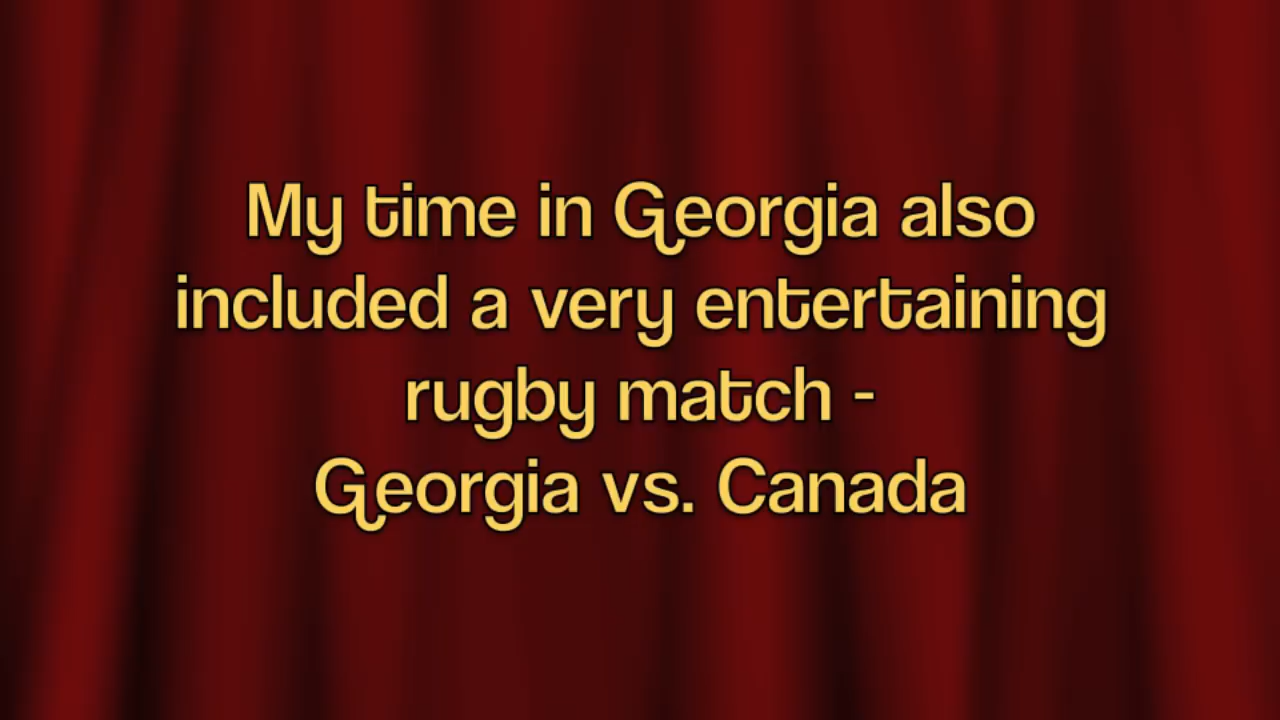 My time in Georgia also
included a very entertaining
rugby match -
Georgia vs. Canada